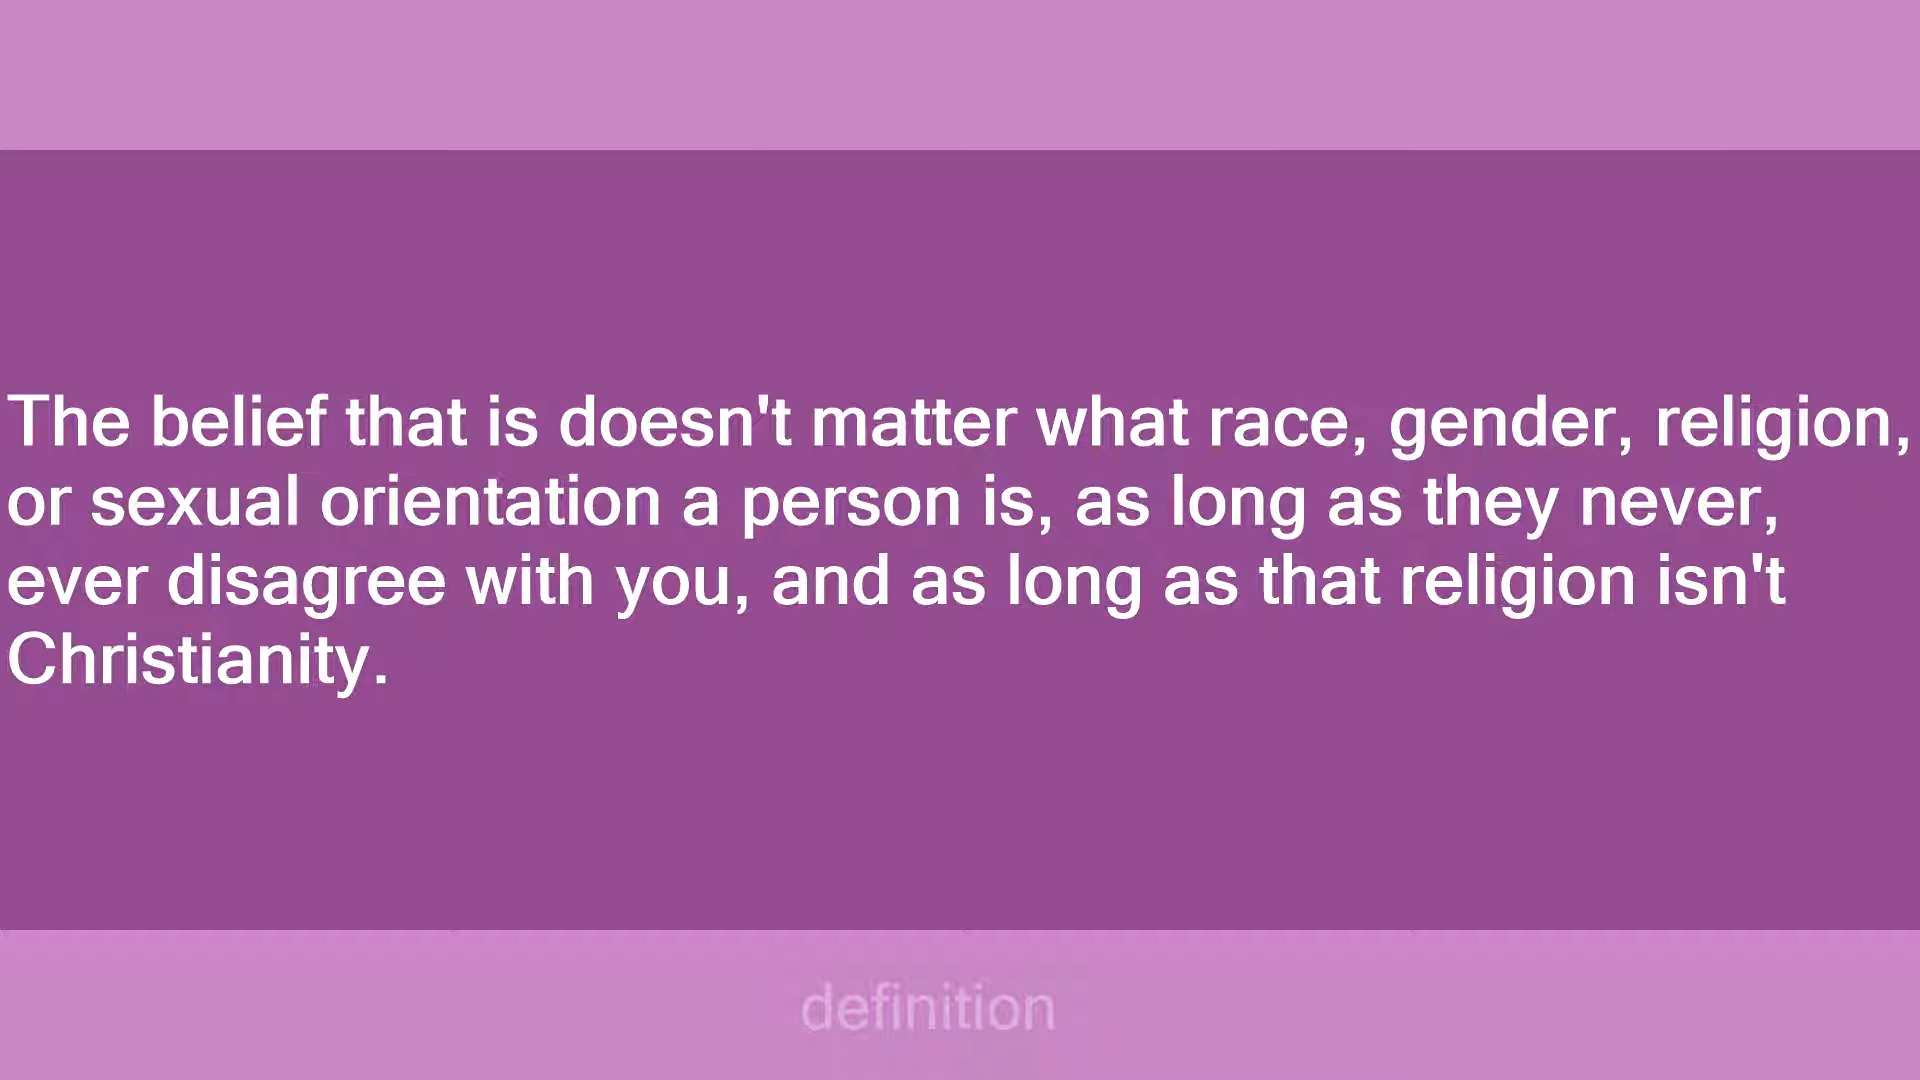 The belief that is doesn't matter what race, gender, religion,
or sexual orientation a person is, as long as they never,
ever disagree with you, and as long as that religion isn't
Christianity.
definition